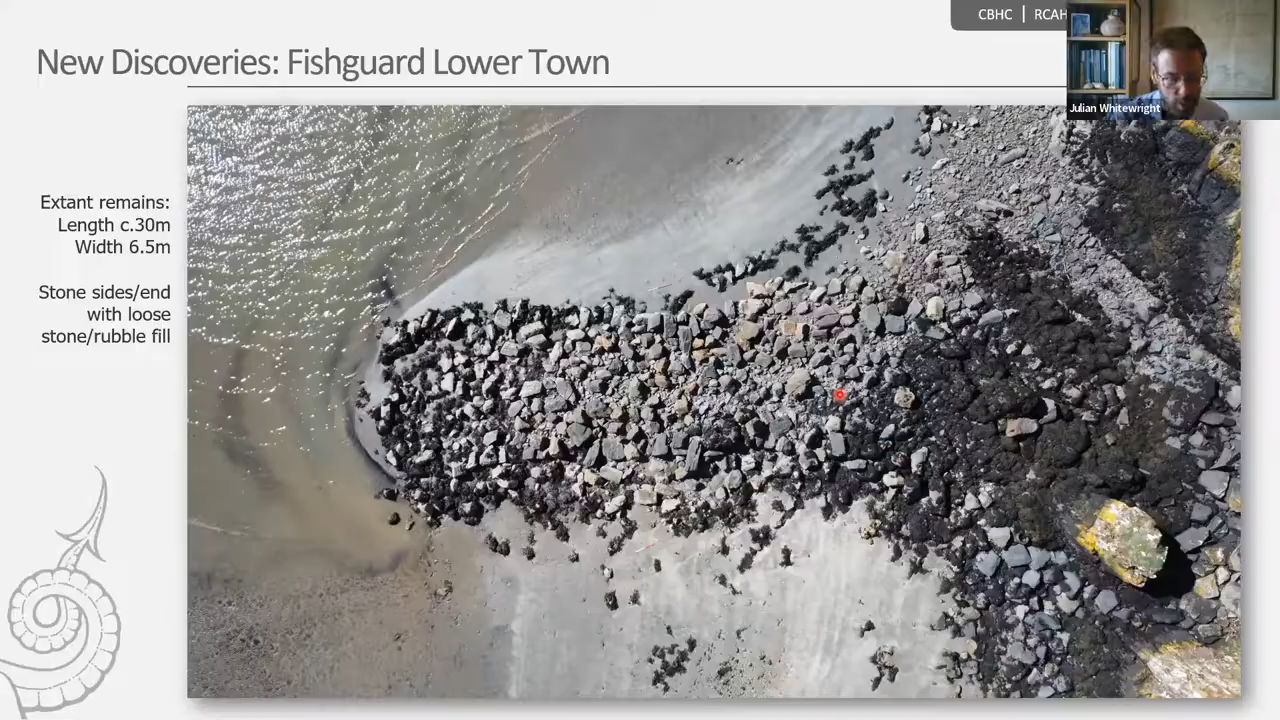 CBHC | RCAH
New Discoveries: Fishguard Lower Town
Julian Whitewright
Extant remains:
Length c.30m
Width 6.5m
Stone sides/end
with loose
stone/rubble fill